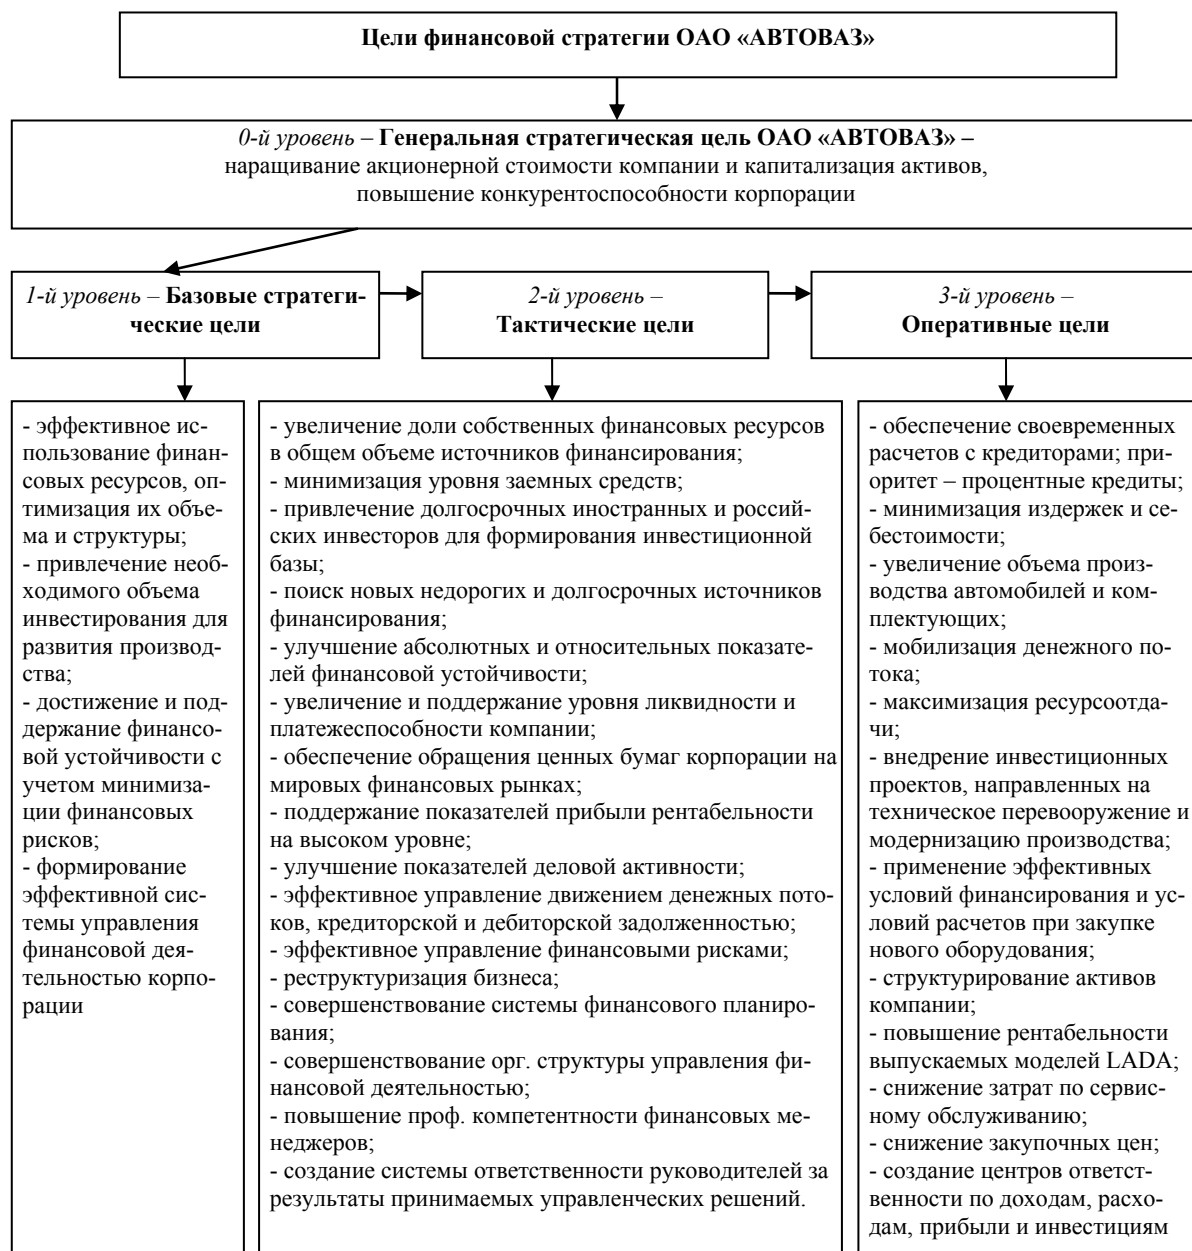 Цели финансовой стратегии ОАО «АВТОВАЗ»
0-й уровень – Генеральная стратегическая цель ОАО «АВТОВАЗ» –
наращивание акционерной стоимости компании и капитализация активов,
повышение конкурентоспособности корпорации
1-й уровень – Базовые стратеги-
ческие цели
2-й уровень –
Тактические цели
3-й уровень –
Оперативные цели
- эффективное ис-
пользование финан-
совых ресурсов, оп-
тимизация их объе-
ма и структуры;
- привлечение необ-
ходимого объема
инвестирования для
развития производ-
ства;
- достижение и под-
держание финансо-
вой устойчивости с
учетом минимиза-
ции финансовых
рисков;
- формирование
эффективной сис-
темы управления
финансовой дея-
тельностью корпо-
рации
- увеличение доли собственных финансовых ресурсов
в общем объеме источников финансирования;
- минимизация уровня заемных средств;
- привлечение долгосрочных иностранных и россий-
ских инвесторов для формирования инвестиционной
базы;
- поиск новых недорогих и долгосрочных источников
финансирования;
- улучшение абсолютных и относительных показате-
лей финансовой устойчивости;
- увеличение и поддержание уровня ликвидности и
платежеспособности компании;
- обеспечение обращения ценных бумаг корпорации на
мировых финансовых рынках;
- поддержание показателей прибыли рентабельности
на высоком уровне;
- улучшение показателей деловой активности;
- эффективное управление движением денежных пото-
ков, кредиторской и дебиторской задолженностью;
- эффективное управление финансовыми рисками;
- реструктуризация бизнеса;
- совершенствование системы финансового планиро-
вания;
- совершенствование орг. структуры управления фи-
нансовой деятельностью;
- повышение проф. компетентности финансовых ме-
неджеров;
- создание системы ответственности руководителей за
результаты принимаемых управленческих решений.
- обеспечение своевременных
расчетов с кредиторами; при-
оритет – процентные кредиты;
- минимизация издержек и се-
бестоимости;
- увеличение объема произ-
водства автомобилей и ком-
плектующих;
- мобилизация денежного по-
тока;
- максимизация ресурсоотда-
чи;
- внедрение инвестиционных
проектов, направленных на
техническое перевооружение и
модернизацию производства;
- применение эффективных
условий финансирования и ус-
ловий расчетов при закупке
нового оборудования;
- структурирование активов
компании;
- повышение рентабельности
выпускаемых моделей LADA;
- снижение затрат по сервис-
ному обслуживанию;
- снижение закупочных цен;
- создание центров ответст-
венности по доходам, расхо-
дам, прибыли и инвестициям